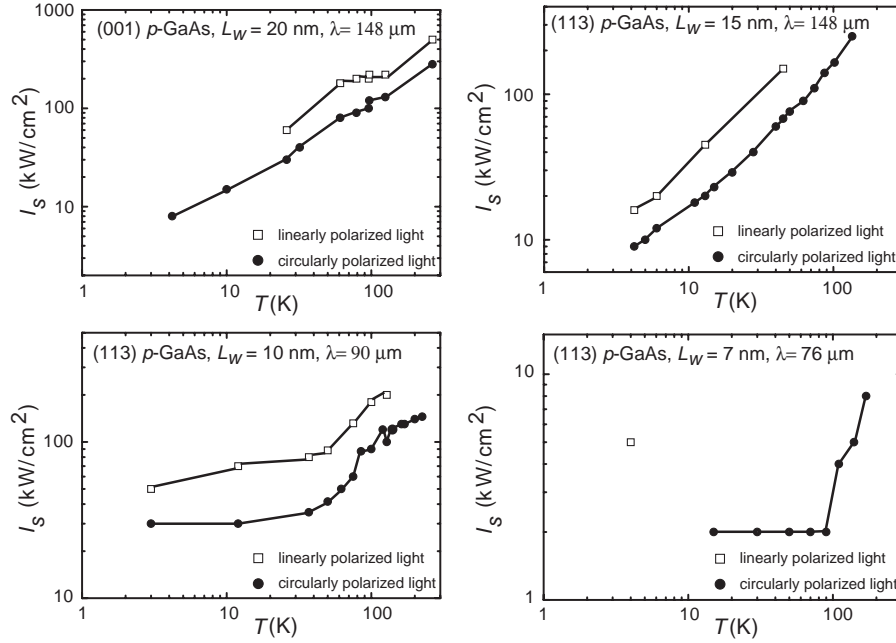 (001) p-GaAs, L_W = 20 nm, λ= 148 µm
1000
100
10
I_s (kW/cm²)
linearly polarized light
circularly polarized light
1 10 100
T(K)
(113) p-GaAs, L_W = 15 nm, λ= 148 µm
100
10
I_s (kW/cm²)
linearly polarized light
circularly polarized light
1 10 100
T(K)
(113) p-GaAs, L_W = 10 nm, λ= 90 µm
100
10
I_s (kW/cm²)
linearly polarized light
circularly polarized light
1 10 100
T(K)
(113) p-GaAs, L_W = 7 nm, λ= 76 µm
10
1
I_s (kW/cm²)
linearly polarized light
circularly polarized light
1 10 100
T(K)